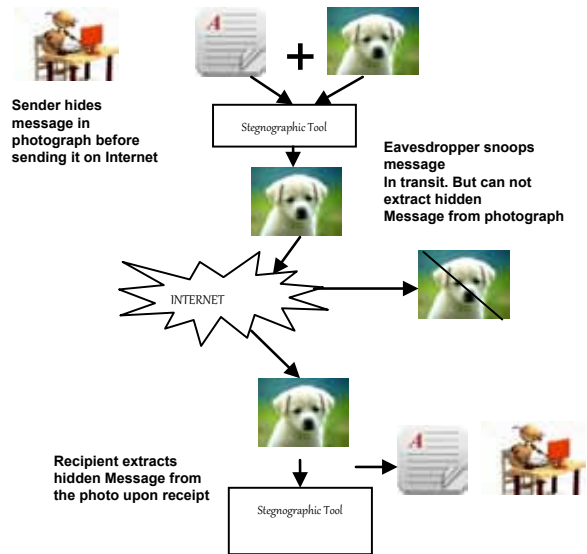 A
+
Sender hides
message in
photograph before
sending it on Internet
Stegnographic Tool
Eavesdropper snoops
message
In transit. But can not
extract hidden
Message from photograph
INTERNET
Recipient extracts
hidden Message from
the photo upon receipt
A
Stegnographic Tool